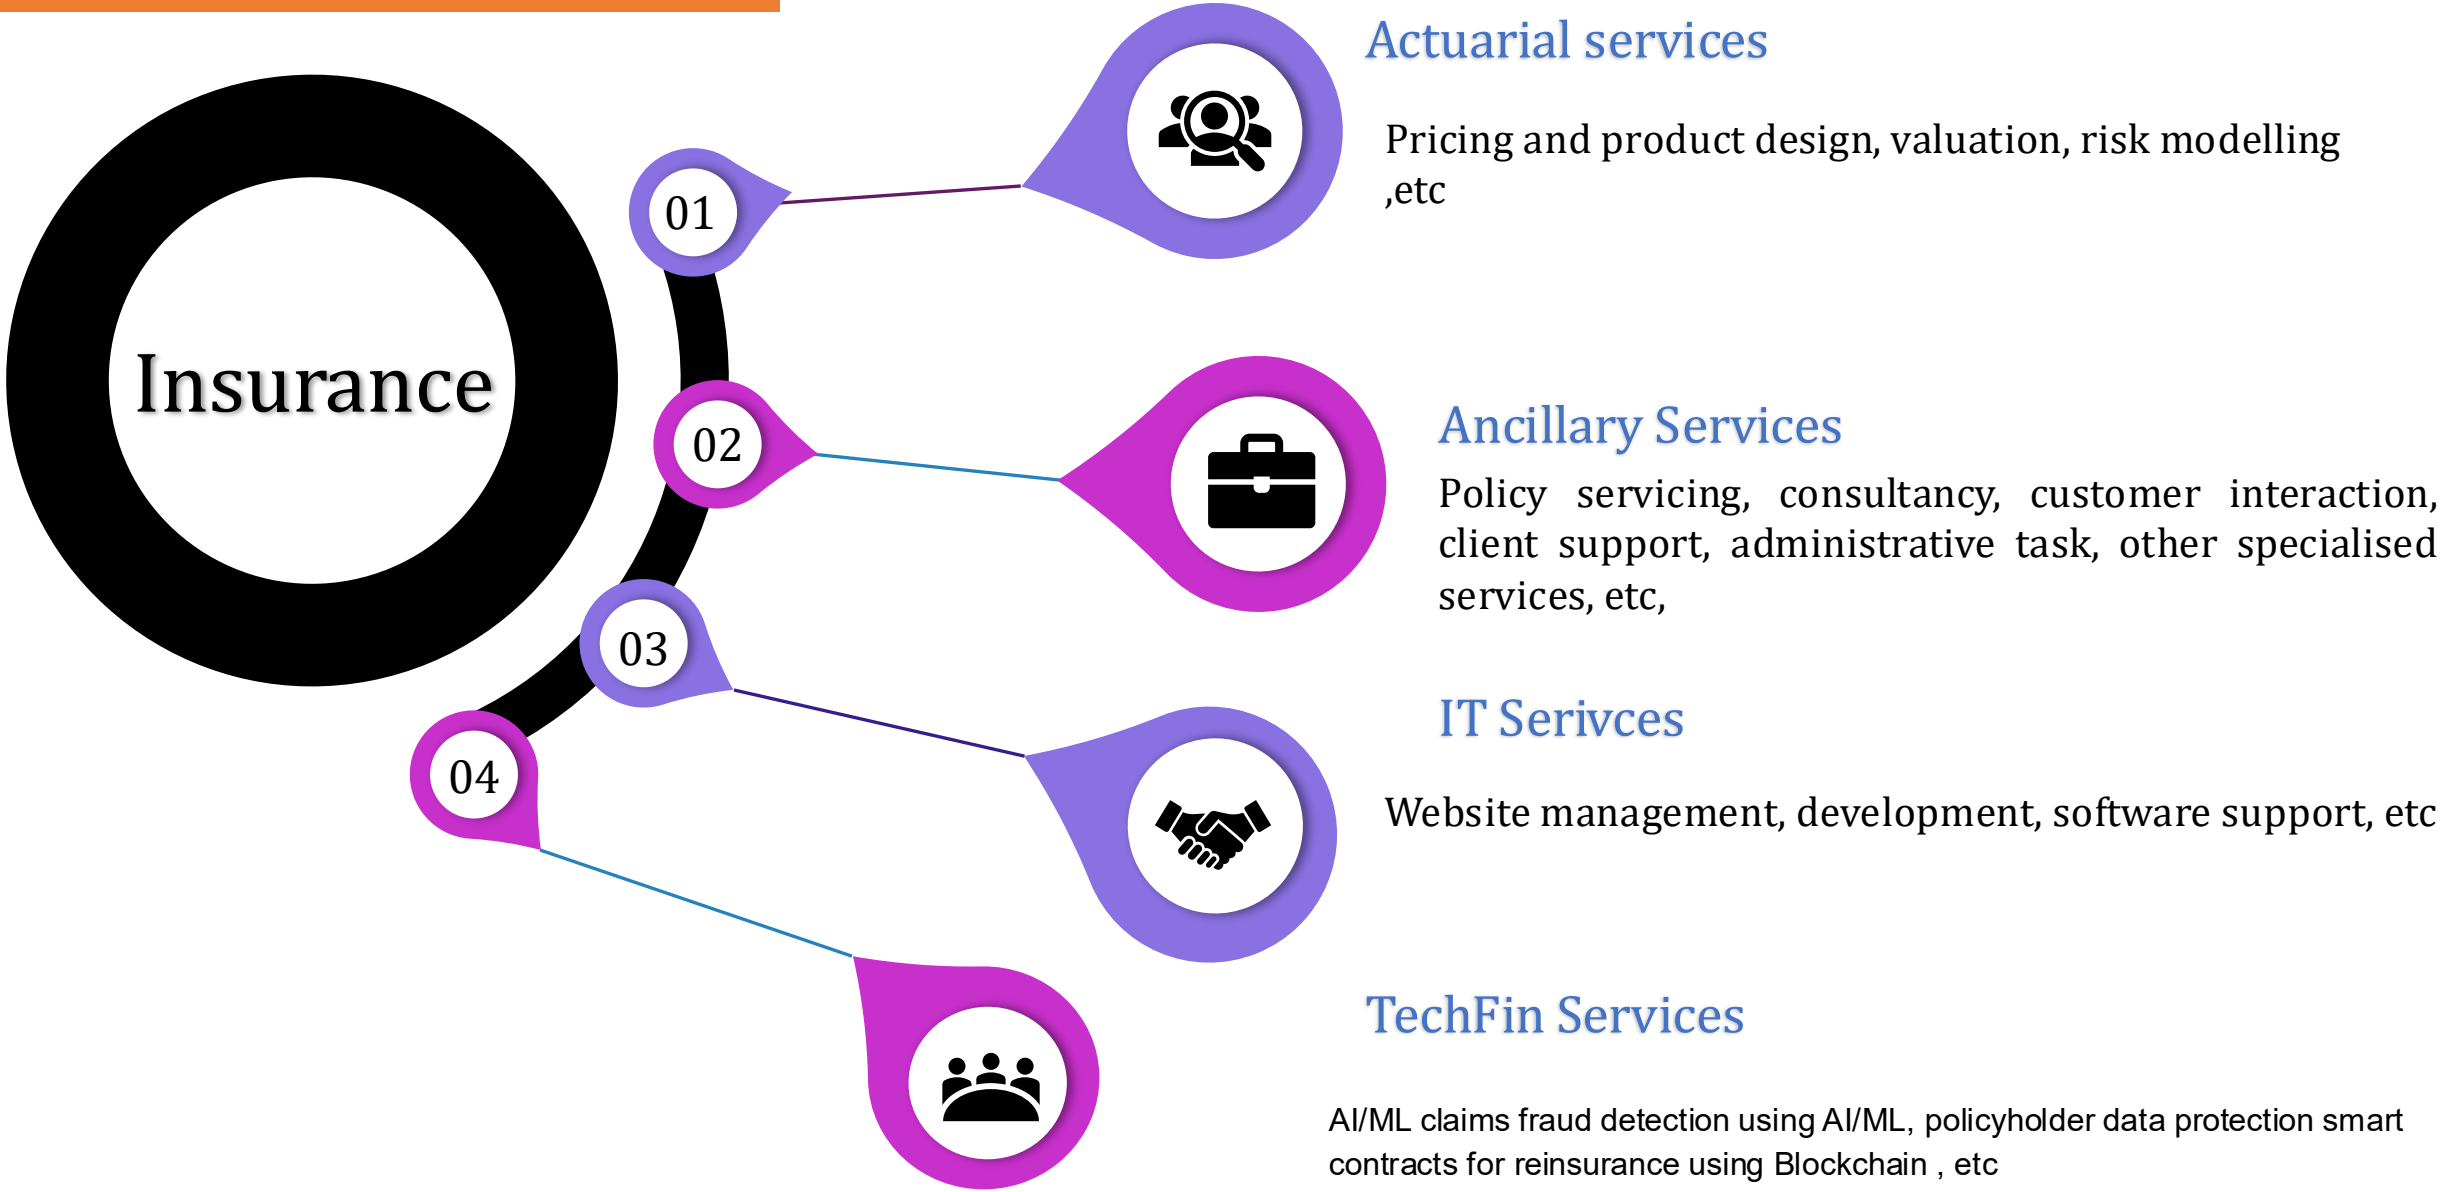 Insurance
01
Actuarial services
Pricing and product design, valuation, risk modelling
,etc
02
Ancillary Services
Policy servicing, consultancy, customer interaction,
client support, administrative task, other specialised
services, etc,
03
IT Serivces
Website management, development, software support, etc
04
TechFin Services
AI/ML claims fraud detection using AI/ML, policyholder data protection smart
contracts for reinsurance using Blockchain , etc